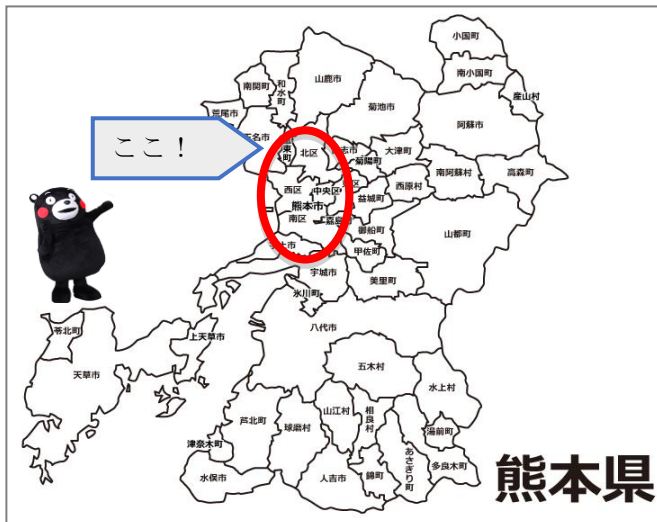 小国町
南小国町
産山村
山鹿市
南関町
和水町
菊池市
阿蘇市
荒尾市
ここ！
北区
大津町
菊陽町
南阿蘇村
高森町
西原村
西区
中央区
熊本市
益城町
南区
御船町
山都町
甲佐町
美里町
宇城市
氷川町
八代市
上天草市
苓北町
天草市
五木村
水上村
芦北町
球磨村
山江村
相良村
湯前町
あさぎり町
多良木町
津奈木町
水俣市
人吉市
錦町
熊本県